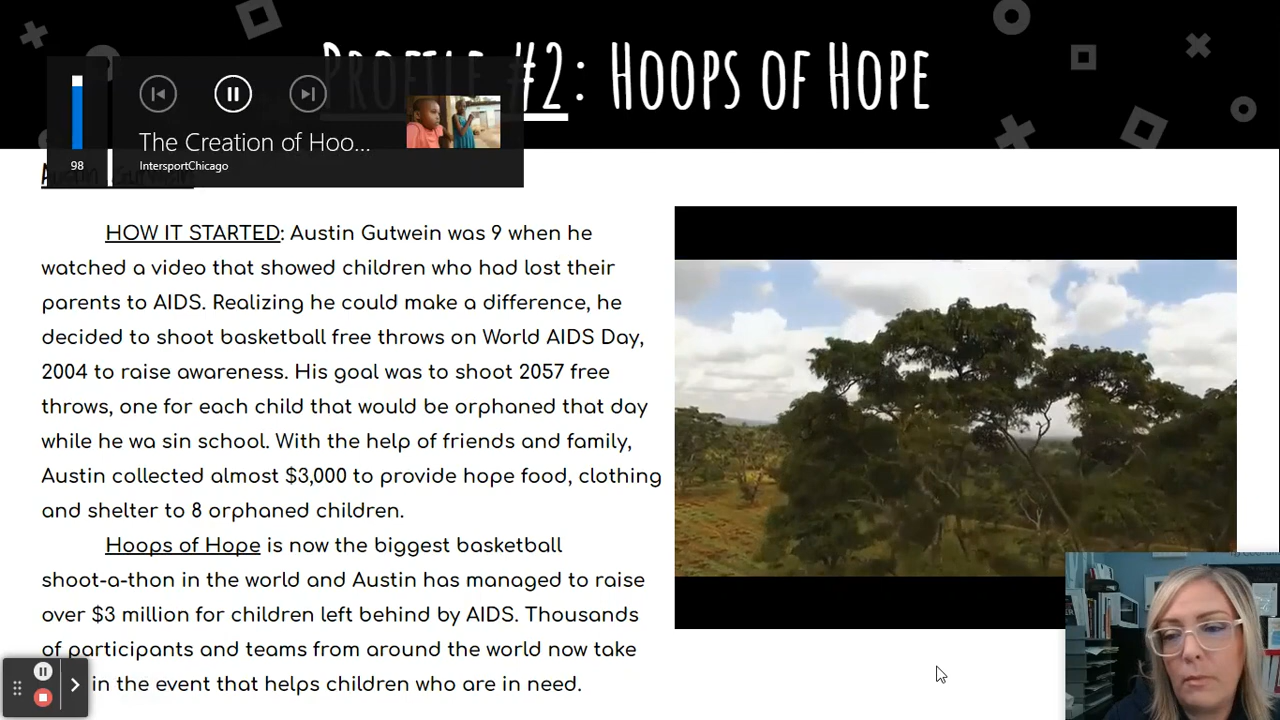 PROFILE #2: HOOPS OF HOPE
The Creation of Hoo...
98
IntersportChicago
HOW IT STARTED: Austin Gutwein was 9 when he
watched a video that showed children who had lost their
parents to AIDS. Realizing he could make a difference, he
decided to shoot basketball free throws on World AIDS Day,
2004 to raise awareness. His goal was to shoot 2057 free
throws, one for each child that would be orphaned that day
while he wa sin school. With the help of friends and family,
Austin collected almost $3,000 to provide hope food, clothing
and shelter to 8 orphaned children.
Hoops of Hope is now the biggest basketball
shoot-a-thon in the world and Austin has managed to raise
over $3 million for children left behind by AIDS. Thousands
of participants and teams from around the world now take
in the event that helps children who are in need.